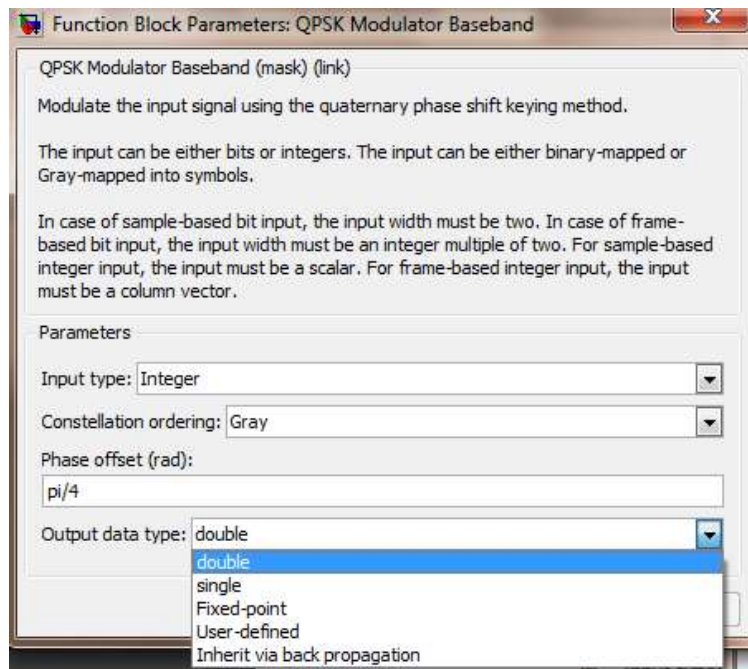 Function Block Parameters: QPSK Modulator Baseband
QPSK Modulator Baseband (mask) (link)
Modulate the input signal using the quaternary phase shift keying method.
The input can be either bits or integers. The input can be either binary-mapped or
Gray-mapped into symbols.
In case of sample-based bit input, the input width must be two. In case of frame-
based bit input, the input width must be an integer multiple of two. For sample-based
integer input, the input must be a scalar. For frame-based integer input, the input
must be a column vector.
Parameters
Input type: Integer
Constellation ordering: Gray
Phase offset (rad):
pi/4
Output data type: double
double
single
Fixed-point
User-defined
Inherit via back propagation